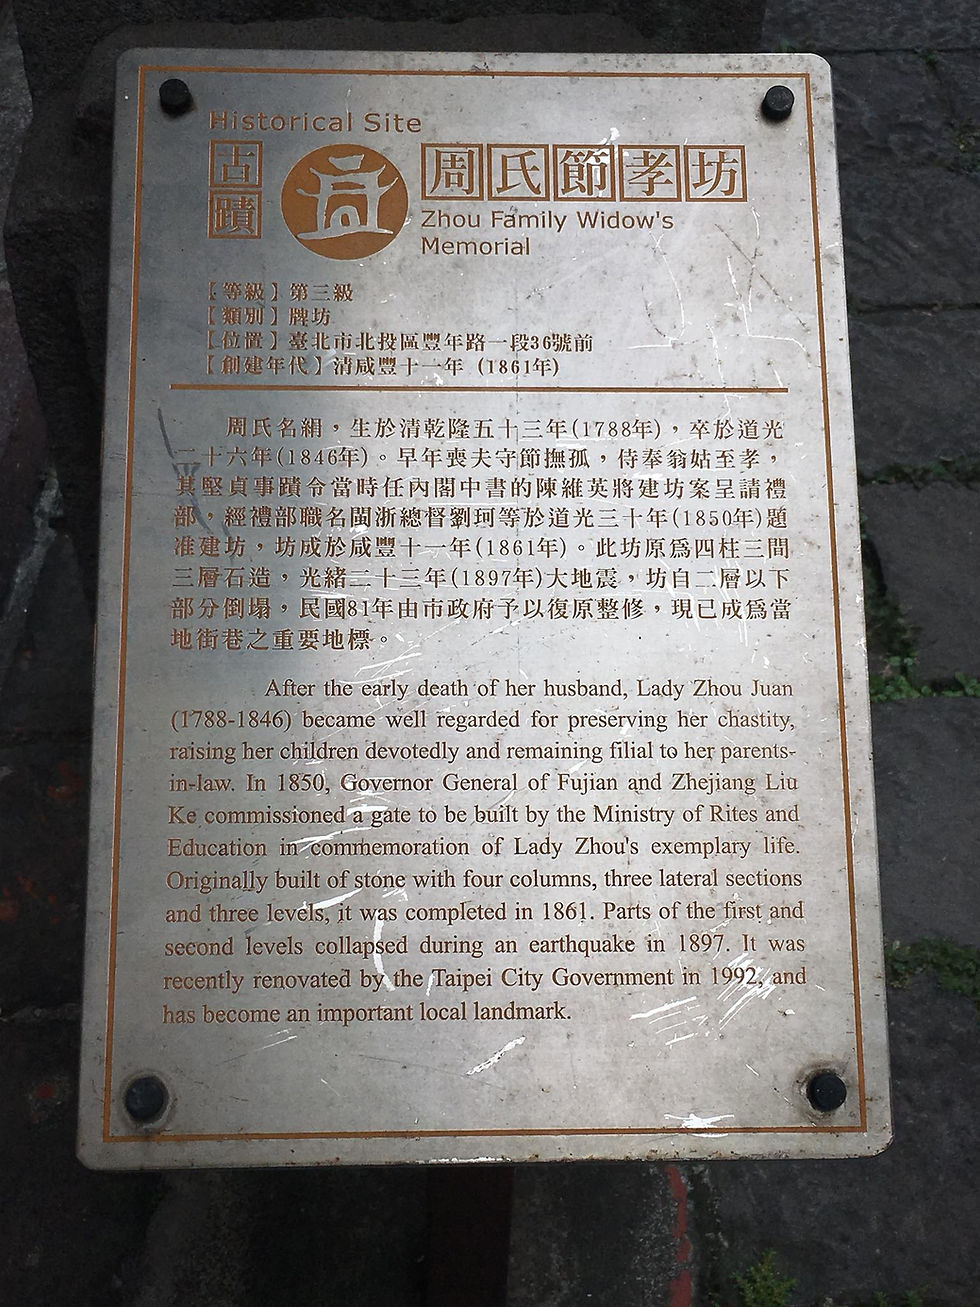 Historical Site
古蹟
周氏節孝坊
Zhou Family Widow's
Memorial
【等級】第三級
【類別】牌坊
【位置】臺北市北投區豐年路一段36號前
【創建年代】清咸豐十一年 (1861年)
周氏名絹，生於清乾隆五十三年(1788年)，卒於道光
二十六年(1846年)。早年喪夫守節撫孤，侍奉翁姑至孝，
其堅貞事蹟令當時任內閣中書的陳維英將建坊案呈請禮
部，經禮部職名閩浙總督劉珂等於道光三十年(1850年)題
准建坊，坊成於咸豐十一年(1861年)。此坊原爲四柱三間
三層石造，光緒二十三年(1897年)大地震，坊自二層以下
部分倒塌，民國81年由市政府予以復原整修，現已成爲當
地街巷之重要地標。
After the early death of her husband, Lady Zhou Juan
(1788-1846) became well regarded for preserving her chastity,
raising her children devotedly and remaining filial to her parents-
in-law. In 1850, Governor General of Fujian and Zhejiang Liu
Ke commissioned a gate to be built by the Ministry of Rites and
Education in commemoration of Lady Zhou's exemplary life.
Originally built of stone with four columns, three lateral sections
and three levels, it was completed in 1861. Parts of the first and
second levels collapsed during an earthquake in 1897. It was
recently renovated by the Taipei City Government in 1992, and
has become an important local landmark.